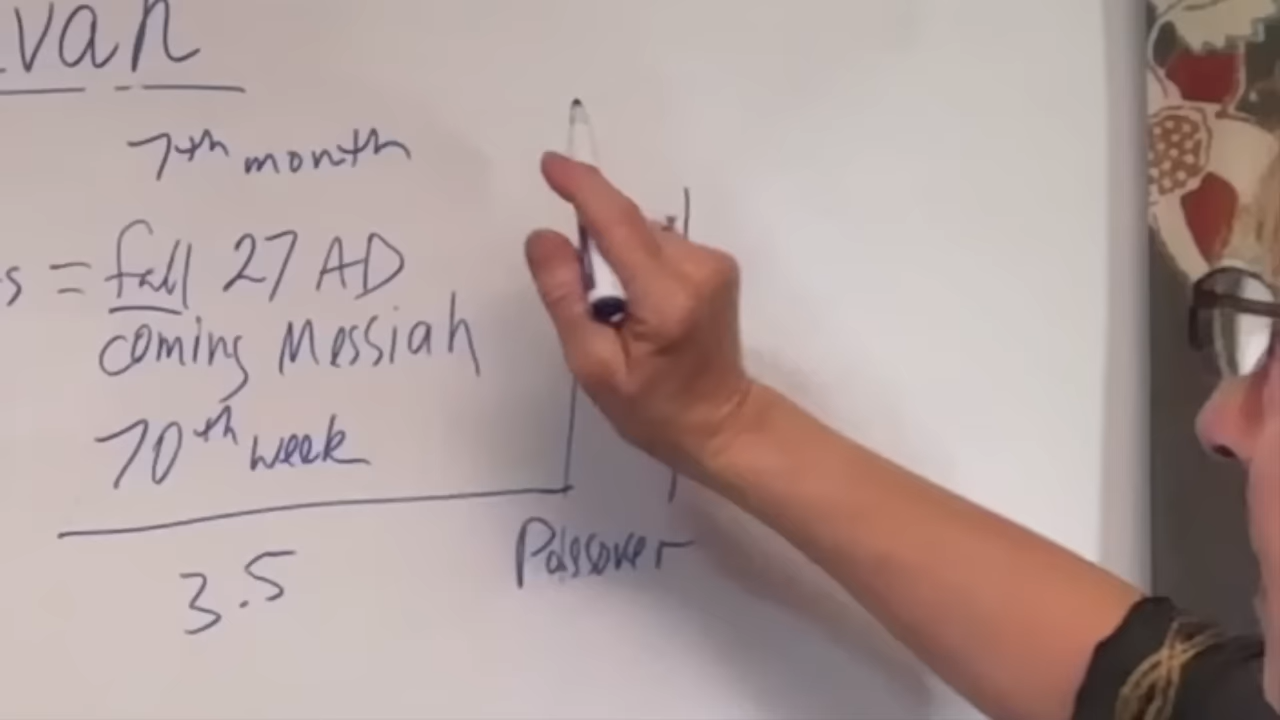 van
7th month
s = fall 27 AD
coming Messiah
70th week
Passover
3.5